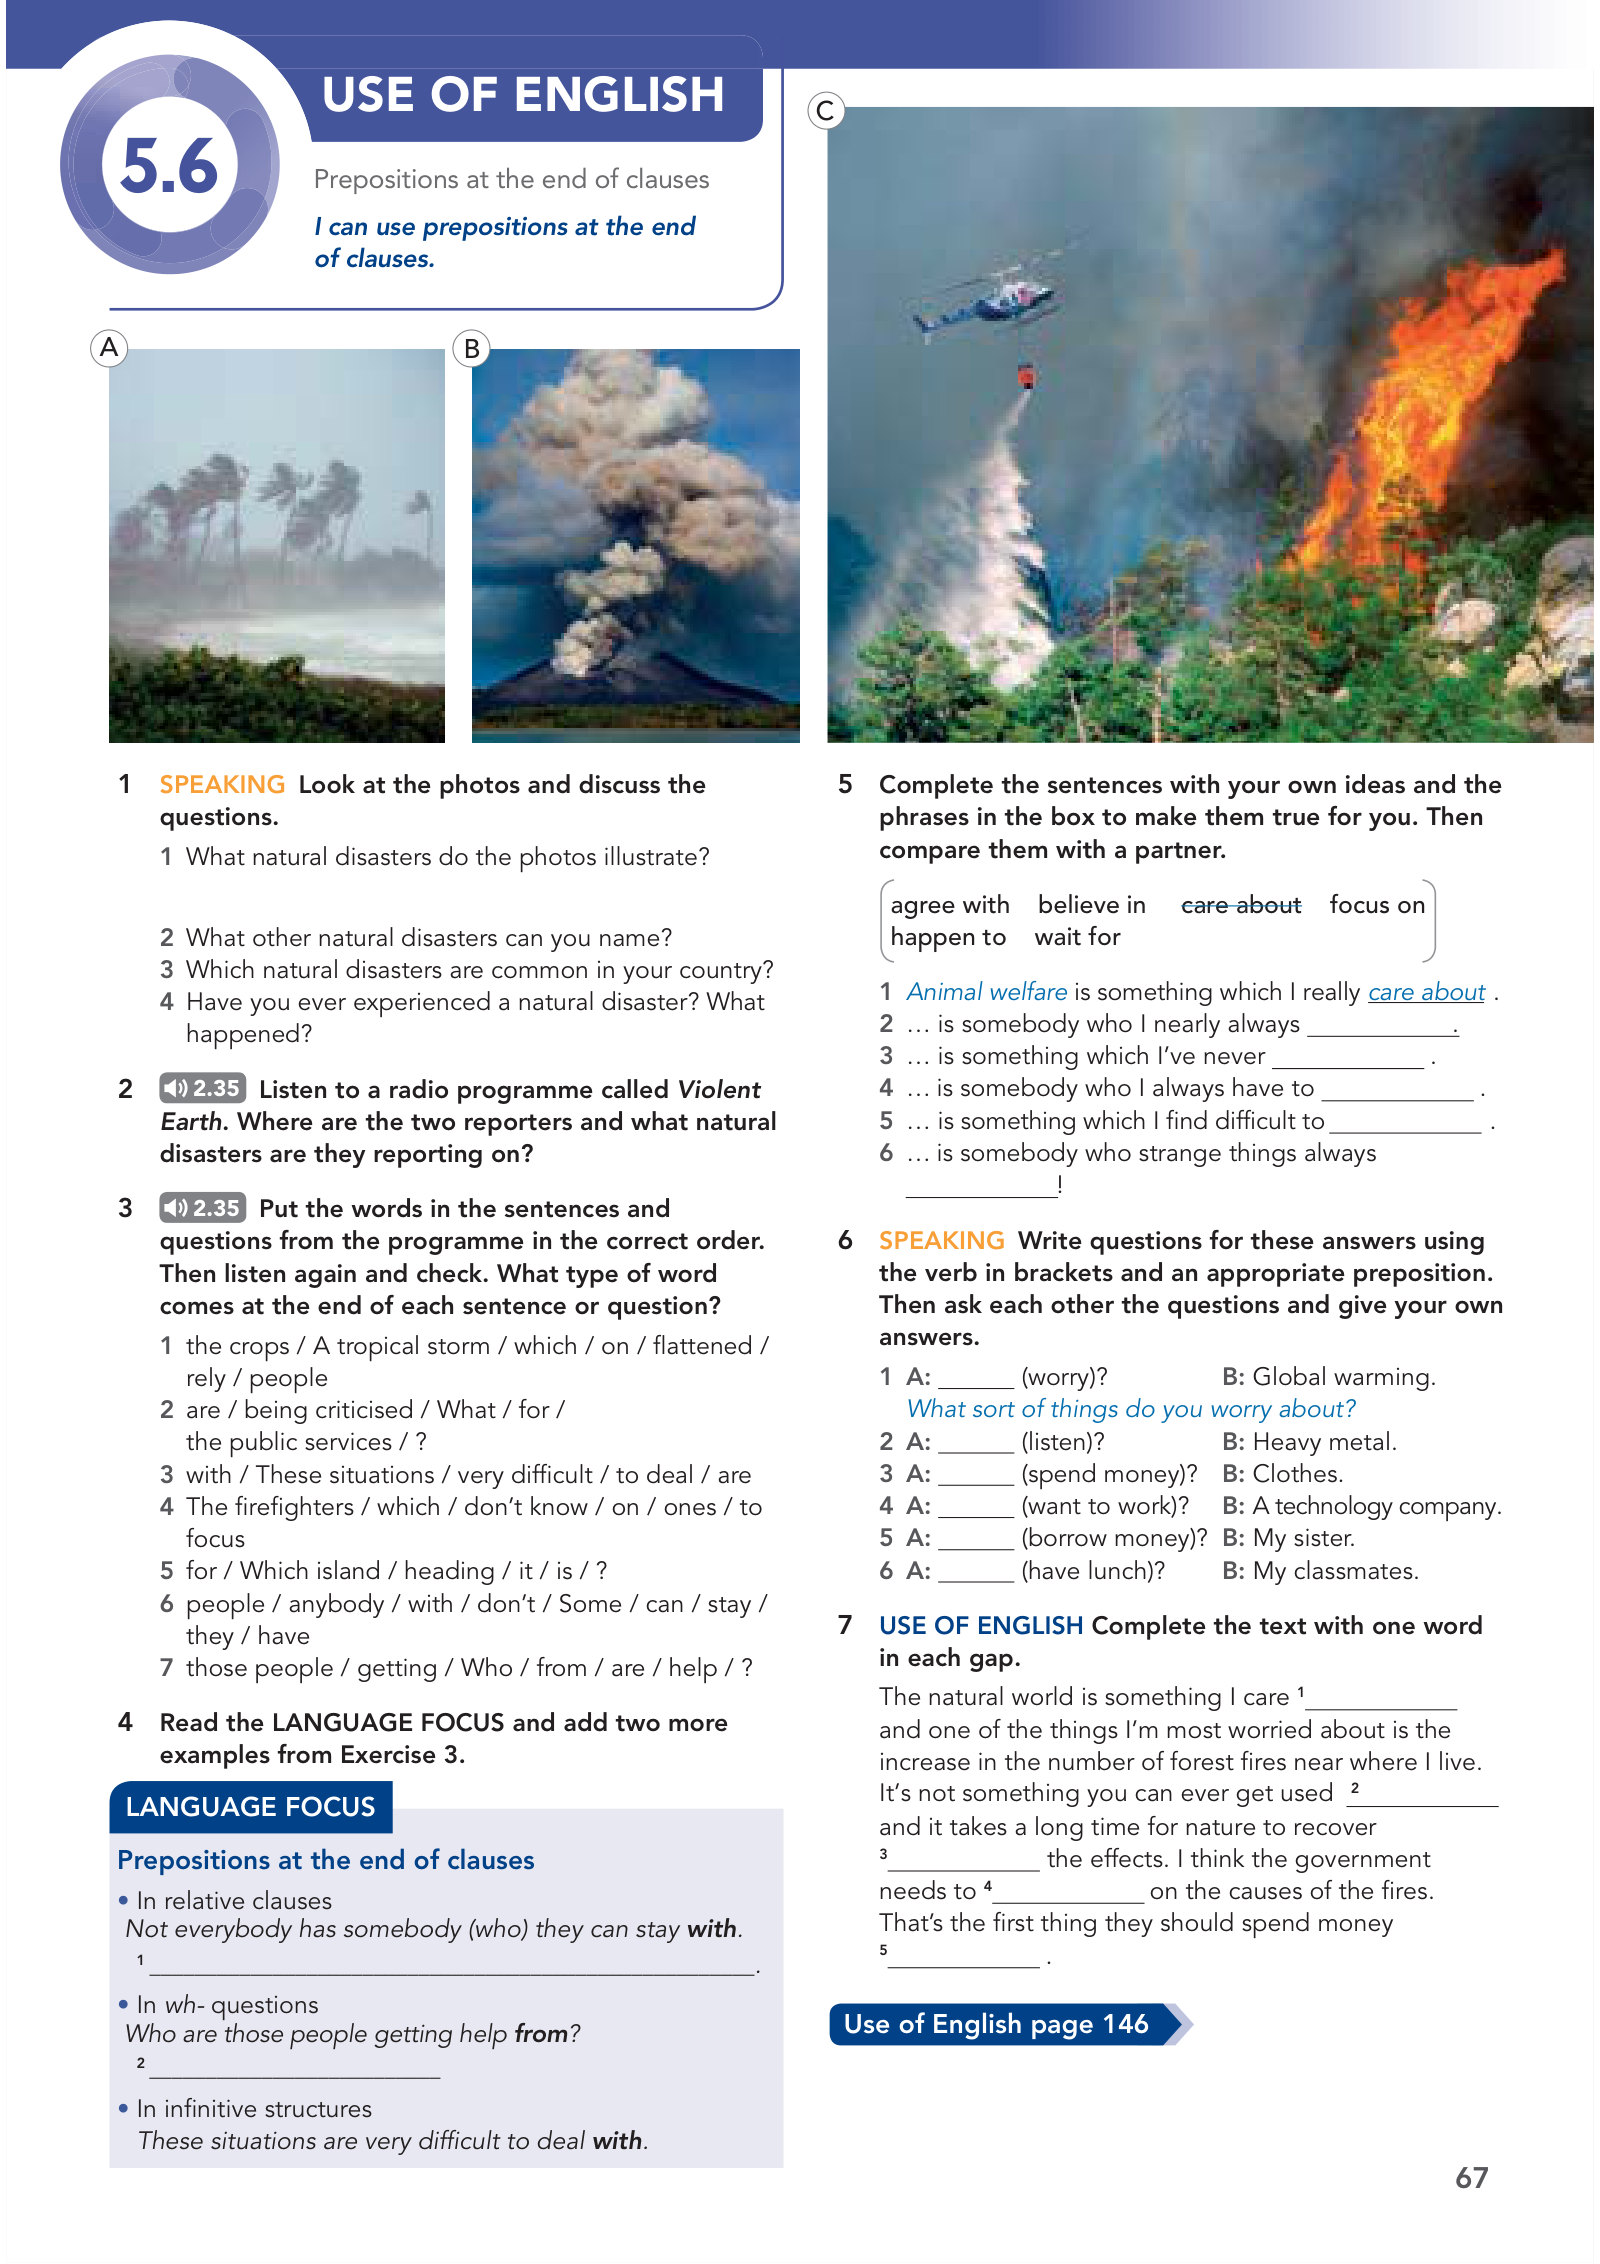 5.6
USE OF ENGLISH
Prepositions at the end of clauses
I can use prepositions at the end
of clauses.
A
B
C
1 SPEAKING Look at the photos and discuss the
questions.
1 What natural disasters do the photos illustrate?
2 What other natural disasters can you name?
3 Which natural disasters are common in your country?
4 Have you ever experienced a natural disaster? What
happened?
2 2.35 Listen to a radio programme called Violent
Earth. Where are the two reporters and what natural
disasters are they reporting on?
3 2.35 Put the words in the sentences and
questions from the programme in the correct order.
Then listen again and check. What type of word
comes at the end of each sentence or question?
1 the crops / A tropical storm / which / on / flattened /
rely / people
2 are / being criticised / What / for /
the public services / ?
3 with / These situations / very difficult / to deal / are
4 The firefighters / which / don't know / on / ones / to
focus
5 for / Which island / heading / it / is / ?
6 people / anybody / with / don't / Some / can / stay /
they / have
7 those people / getting / Who / from / are / help / ?
4 Read the LANGUAGE FOCUS and add two more
examples from Exercise 3.
LANGUAGE FOCUS
Prepositions at the end of clauses
• In relative clauses
Not everybody has somebody (who) they can stay with.
1 ____________.
• In wh- questions
Who are those people getting help from?
2 ____________
• In infinitive structures
These situations are very difficult to deal with.
5 Complete the sentences with your own ideas and the
phrases in the box to make them true for you. Then
compare them with a partner.
agree with believe in care about focus on
happen to wait for
1 Animal welfare is something which I really care about .
2 … is somebody who I nearly always ____________.
3 … is something which I've never ____________ .
4 … is somebody who I always have to ____________ .
5 … is something which I find difficult to ____________ .
6 … is somebody who strange things always
____________!
6 SPEAKING Write questions for these answers using
the verb in brackets and an appropriate preposition.
Then ask each other the questions and give your own
answers.
1 A: ______ (worry)? B: Global warming.
What sort of things do you worry about?
2 A: ______ (listen)? B: Heavy metal.
3 A: ______ (spend money)? B: Clothes.
4 A: ______ (want to work)? B: A technology company.
5 A: ______ (borrow money)? B: My sister.
6 A: ______ (have lunch)? B: My classmates.
7 USE OF ENGLISH Complete the text with one word
in each gap.
The natural world is something I care 1____________
and one of the things I'm most worried about is the
increase in the number of forest fires near where I live.
It's not something you can ever get used 2____________
and it takes a long time for nature to recover
3____________ the effects. I think the government
needs to 4____________ on the causes of the fires.
That's the first thing they should spend money
5____________ .
Use of English page 146
67